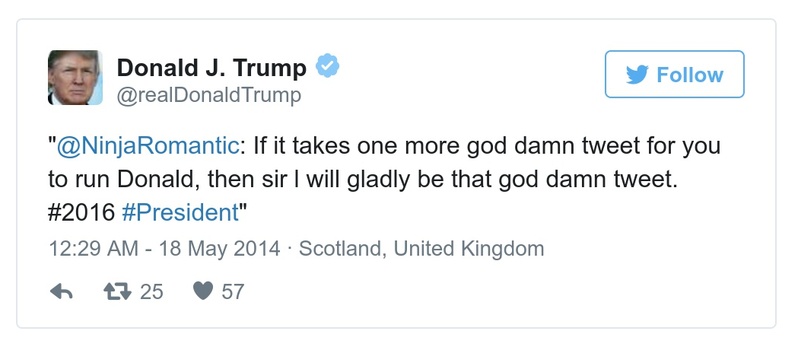 Donald J. Trump
@realDonaldTrump
Follow
"@NinjaRomantic: If it takes one more god damn tweet for you
to run Donald, then sir I will gladly be that god damn tweet.
#2016 #President"
12:29 AM - 18 May 2014 · Scotland, United Kingdom
25 57